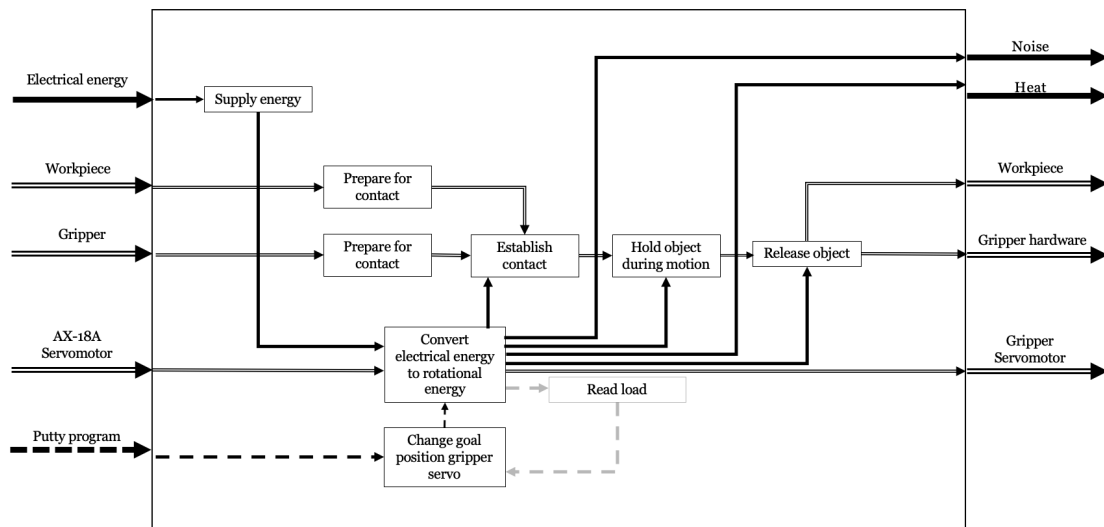 Noise
Electrical energy
Heat
Supply energy
Workpiece
Prepare for
contact
Workpiece
Gripper
Prepare for
contact
Establish
contact
Hold object
during motion
Release object
Gripper hardware
AX-18A
Servomotor
Convert
electrical energy
to rotational
energy
Gripper
Servomotor
Read load
Putty program
Change goal
position gripper
servo